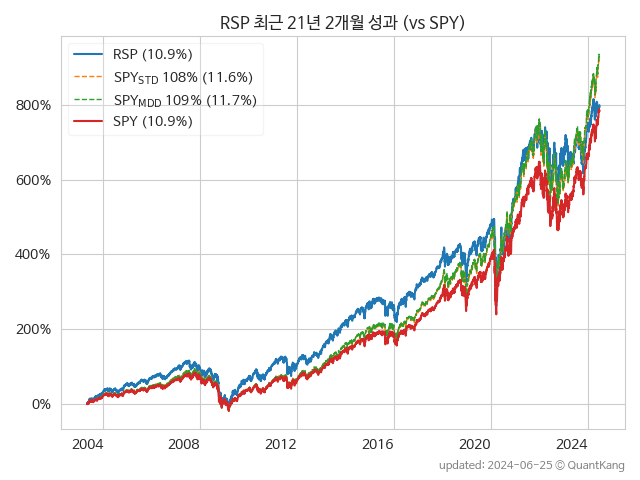 RSP 최근 21년 2개월 성과 (vs SPY)
RSP (10.9%)
SPY_STD 108% (11.6%)
SPY_MDD 109% (11.7%)
SPY (10.9%)
800%
600%
400%
200%
0%
2004 2008 2012 2016 2020 2024
updated: 2024-06-25 © QuantKang